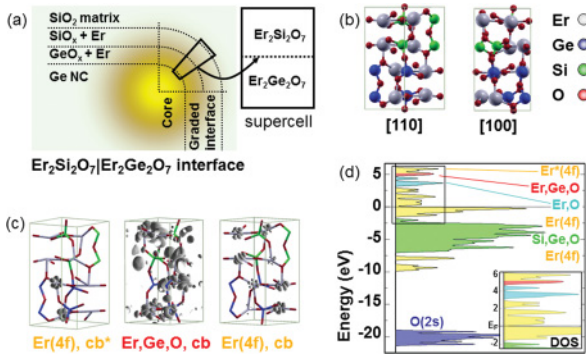 (a)
SiO2 matrix
SiOx + Er
GeOx + Er
Ge NC
Core
Graded
Interface
Er2Si2O7
Er2Ge2O7
supercell
Er2Si2O7|Er2Ge2O7 interface
(b)
[110]
[100]
Er
Ge
Si
O
(c)
Er(4f), cb*
Er,Ge,O, cb
Er(4f), cb
(d)
Energy (eV)
5
0
-5
-10
-15
-20
Er*(4f)
Er,Ge,O
Er,O
Er(4f)
Si,Ge,O
Er(4f)
O(2s)
6
4
2
EF
-2
DOS